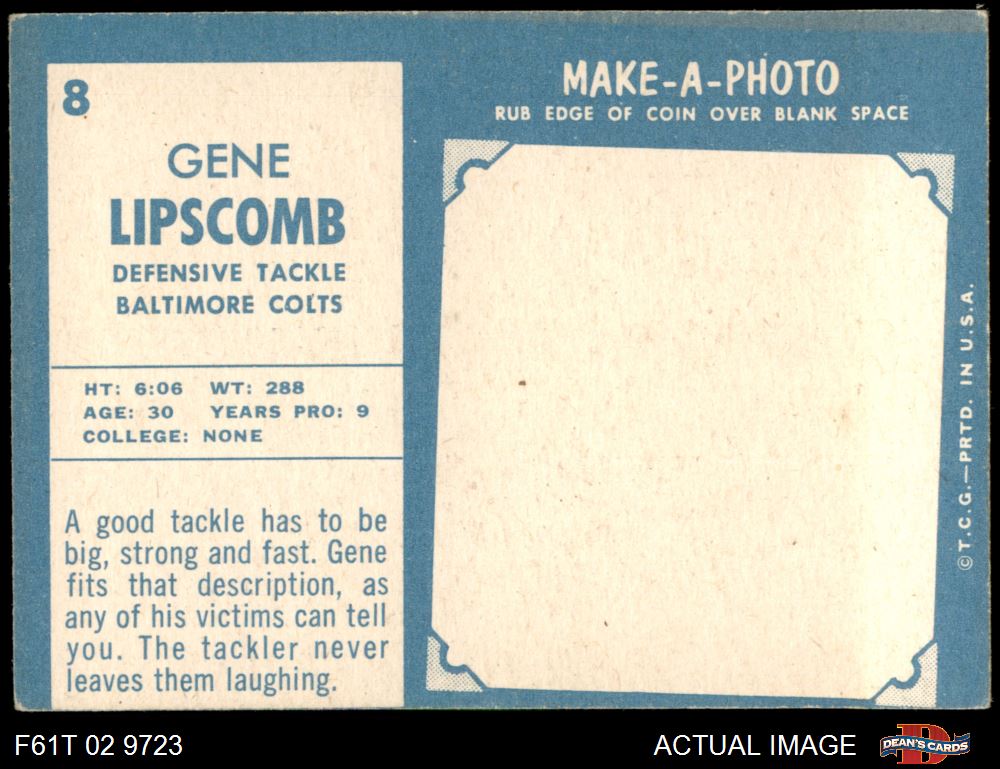 8
GENE
LIPSCOMB
DEFENSIVE TACKLE
BALTIMORE COLTS
HT: 6:06 WT: 288
AGE: 30 YEARS PRO: 9
COLLEGE: NONE
A good tackle has to be
big, strong and fast. Gene
fits that description, as
any of his victims can tell
you. The tackler never
leaves them laughing.
MAKE-A-PHOTO
RUB EDGE OF COIN OVER BLANK SPACE
©T.C.G.—PRTD. IN U.S.A.
F61T 02 9723
ACTUAL IMAGE
DEAN'S CARDS